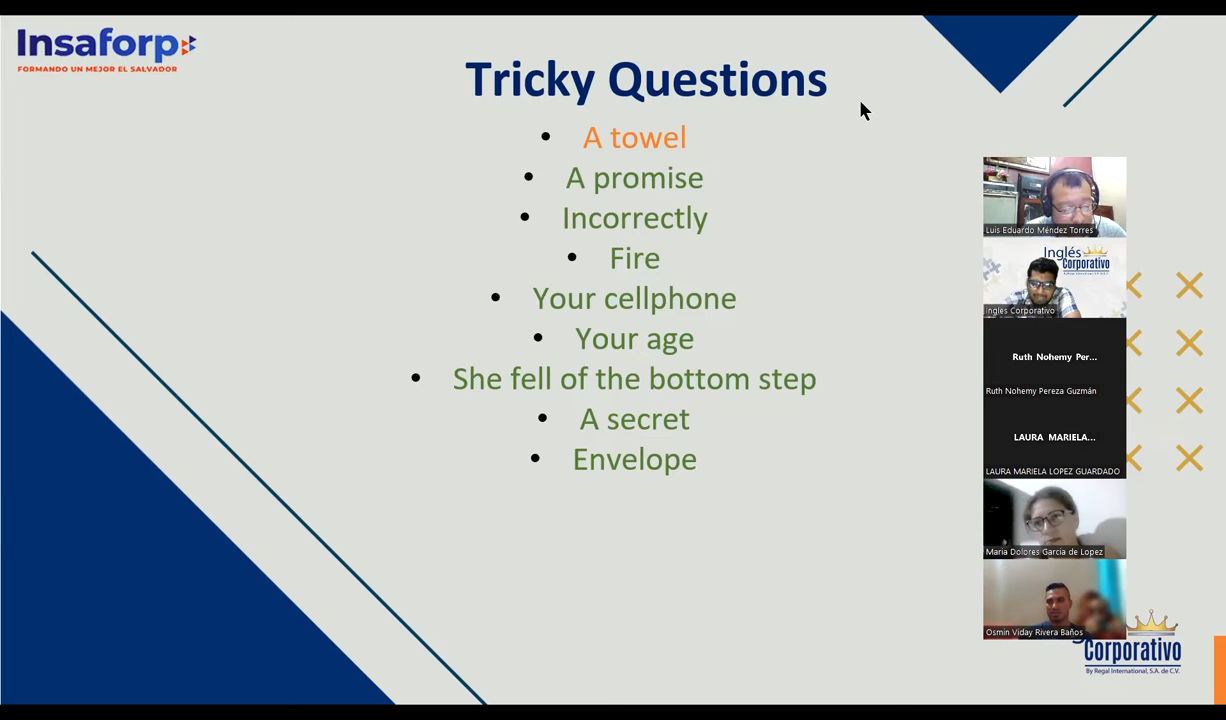 Insaforp
FORMANDO UN MEJOR EL SALVADOR
Tricky Questions
• A towel
• A promise
• Incorrectly
• Fire
• Your cellphone
• Your age
• She fell of the bottom step
• A secret
• Envelope
Luis Eduardo Méndez Torres
Inglés
Corporativo
Ingles Corporativo
Ruth Nohemy Per...
Ruth Nohemy Pereza Guzmán
LAURA MARIELA...
LAURA MARIELA LOPEZ GUARDADO
Maria Dolores Garcia de Lopez
Osmin Viday Rivera Baños
Corporativo
By Regal International, S.A. de C.V.